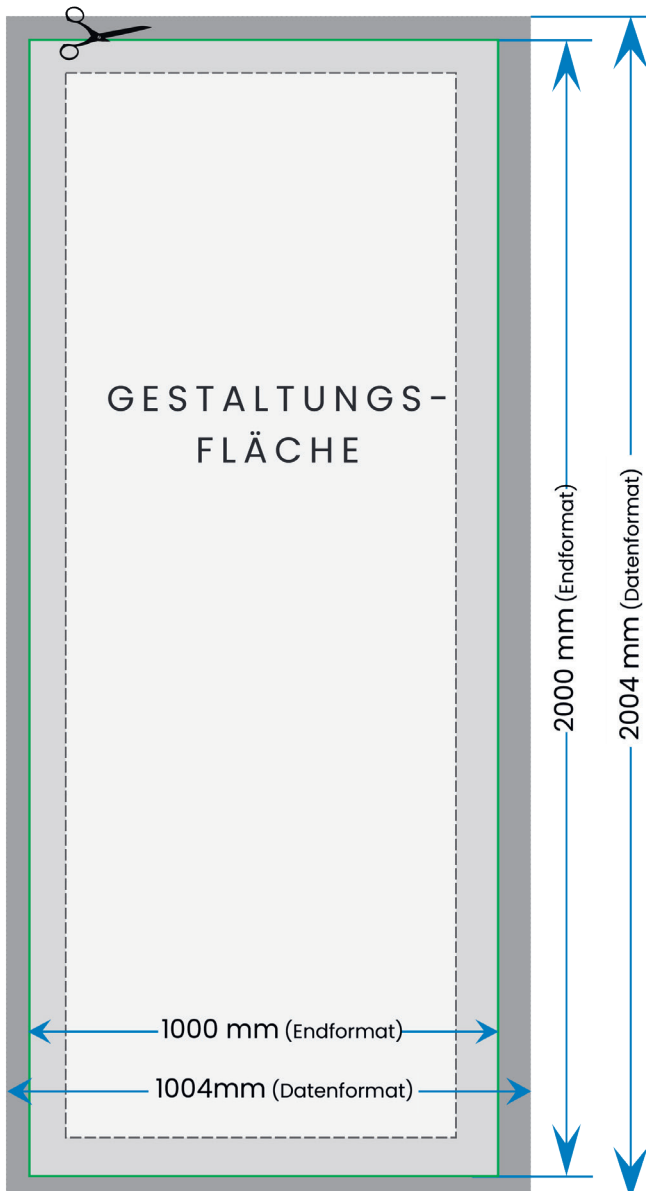 GESTALTUNGS-
FLÄCHE
2000 mm (Endformat)
2004 mm (Datenformat)
1000 mm (Endformat)
1004mm (Datenformat)